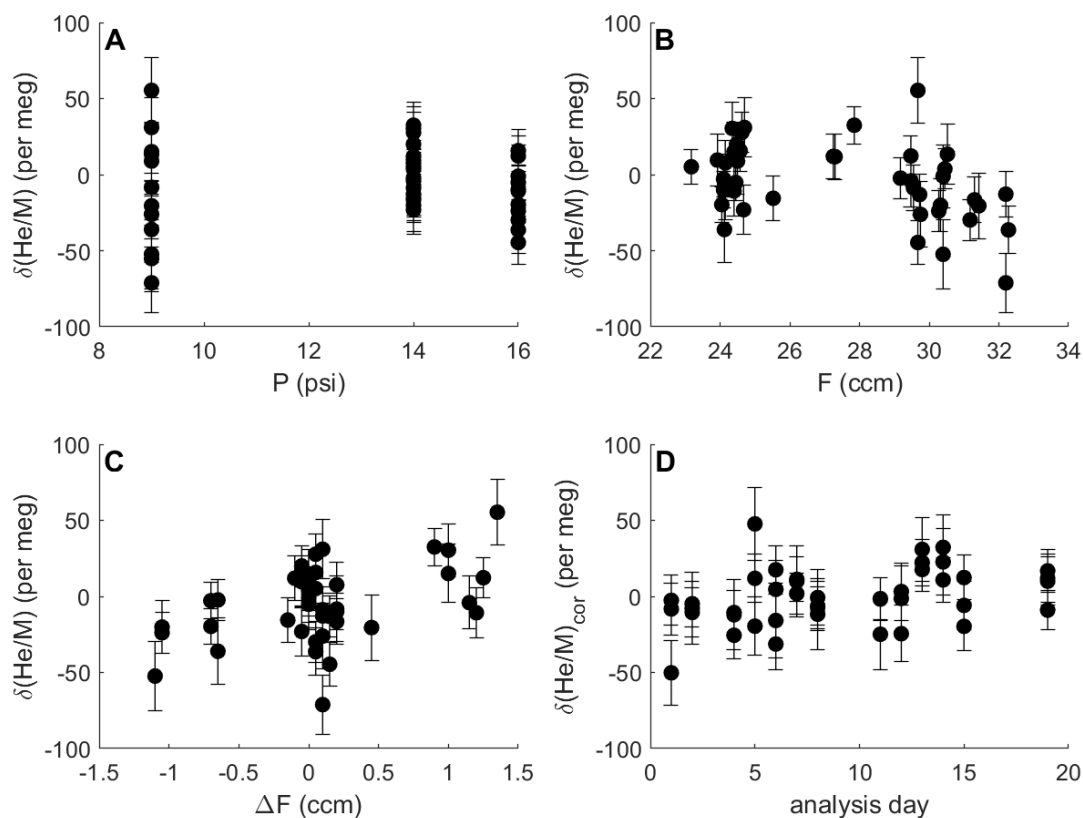 A
100
50
0
-50
-100
δ(He/M) (per meg)
8 10 12 14 16
P (psi)
B
100
50
0
-50
-100
δ(He/M) (per meg)
22 24 26 28 30 32 34
F (ccm)
C
100
50
0
-50
-100
δ(He/M) (per meg)
-1.5 -1 -0.5 0 0.5 1 1.5
ΔF (ccm)
D
100
50
0
-50
-100
δ(He/M)cor (per meg)
0 5 10 15 20
analysis day